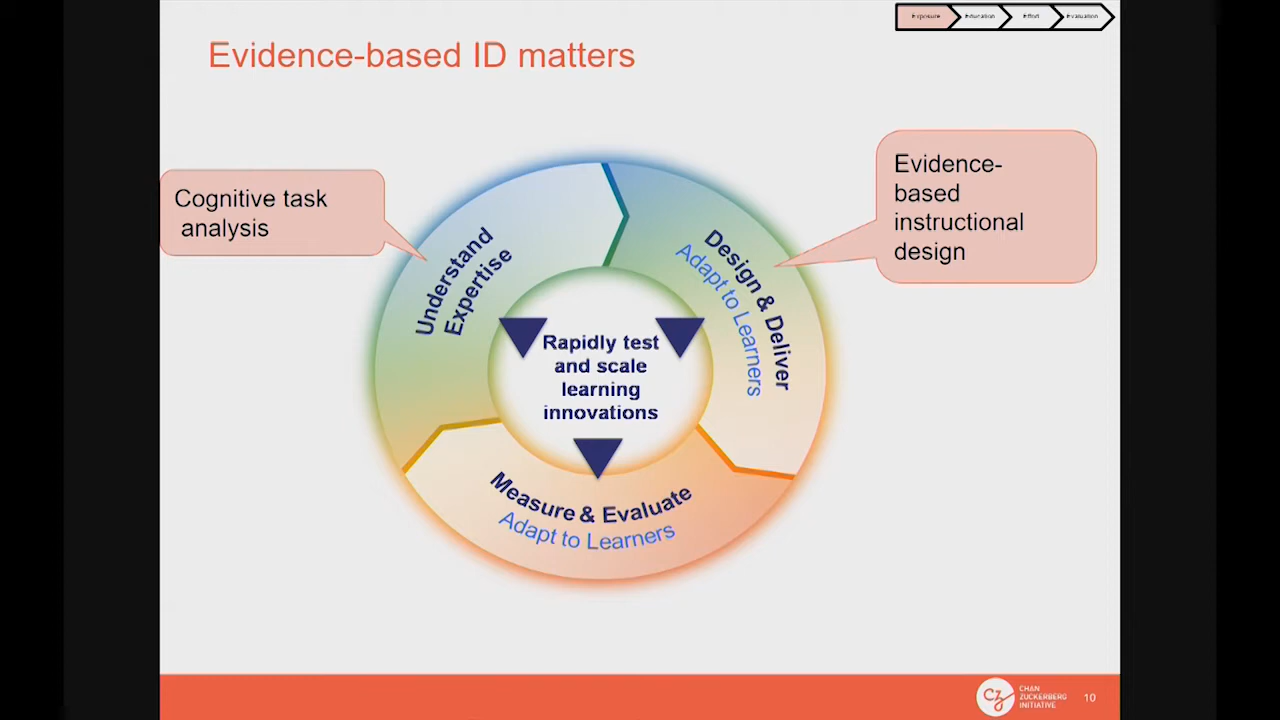 Exposure
Education
Effort
Evaluation
Evidence-based ID matters
Cognitive task
analysis
Evidence-
based
instructional
design
Understand
Expertise
Design & Deliver
Adapt to Learners
Rapidly test
and scale
learning
innovations
Measure & Evaluate
Adapt to Learners
CZ
CHAN
ZUCKERBERG
INITIATIVE
10